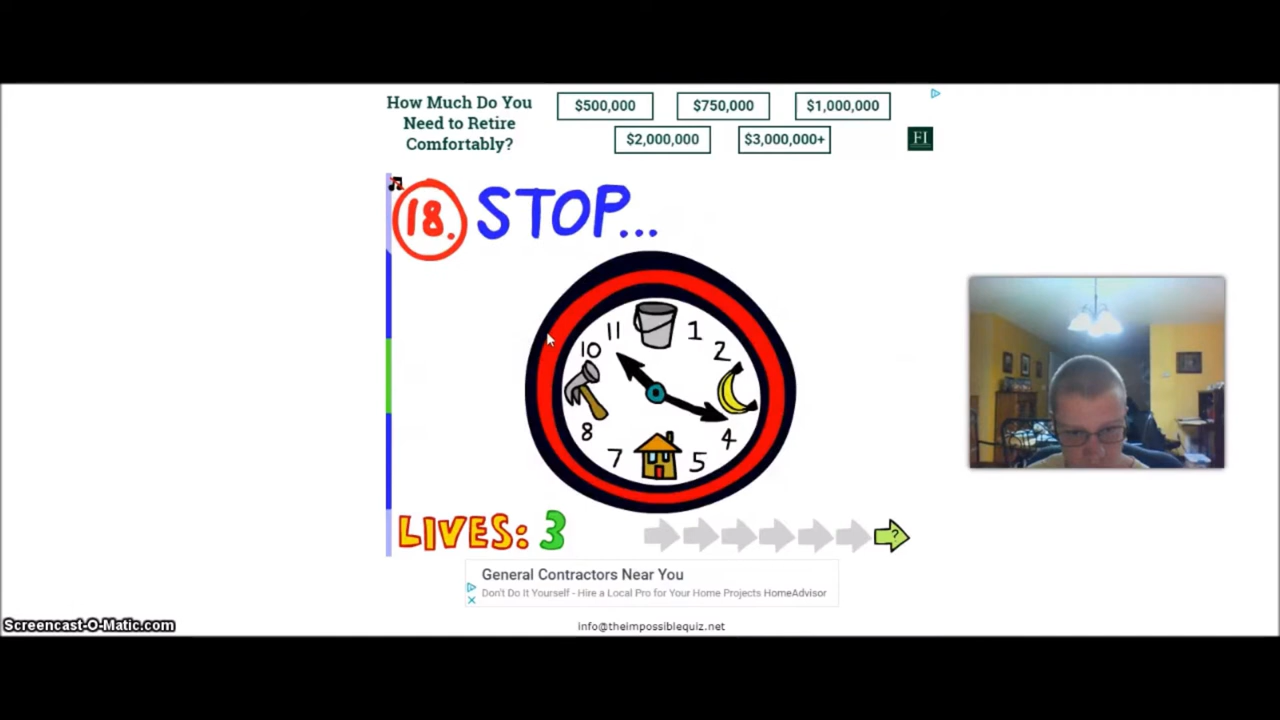 How Much Do You
Need to Retire
Comfortably?
$500,000 $750,000 $1,000,000
$2,000,000 $3,000,000+
FI
18. STOP...
11 1
10 2
8 4
7 5
LIVES: 3
?
General Contractors Near You
Don't Do It Yourself - Hire a Local Pro for Your Home Projects HomeAdvisor
Screencast-O-Matic.com
info@theimpossiblequiz.net